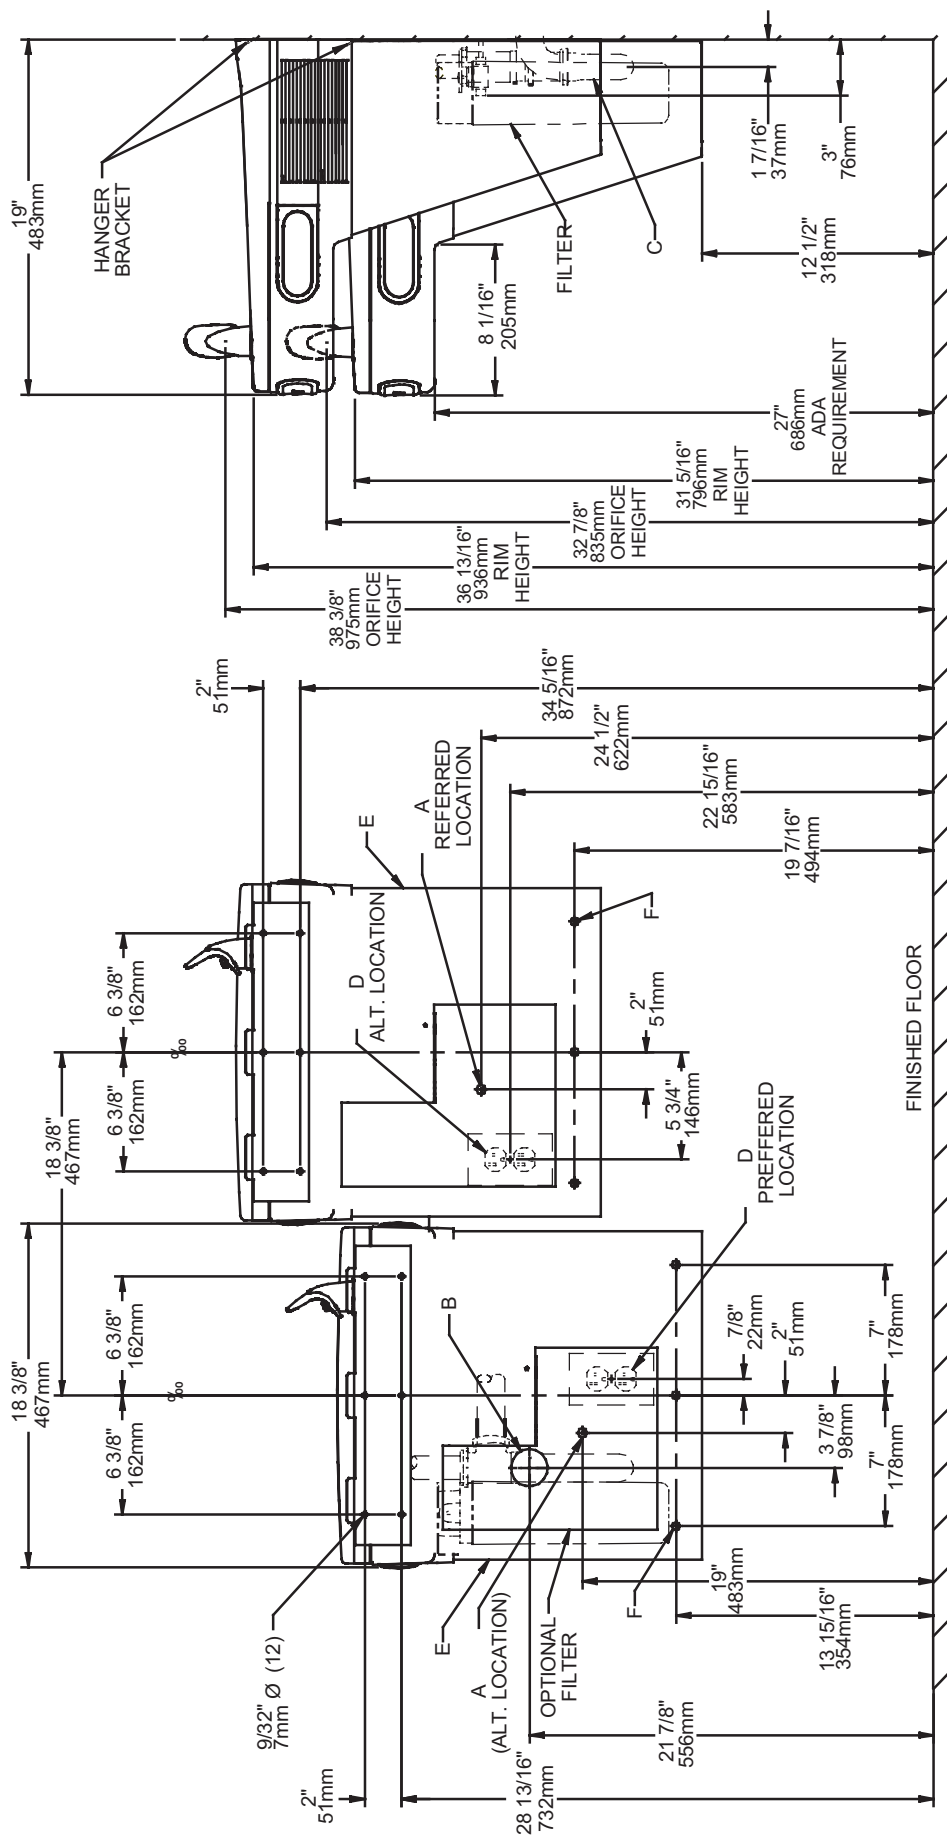 18 3/8"
467mm
18 3/8"
467mm
6 3/8"
162mm
6 3/8"
162mm
6 3/8"
162mm
6 3/8"
162mm
9/32"
7mm Ø (12)
2"
51mm
2"
51mm
E
A
(ALT. LOCATION)
OPTIONAL
FILTER
28 13/16"
732mm
21 7/8"
556mm
F
19"
483mm
13 15/16"
354mm
B
D
PREFFERED
LOCATION
7/8"
22mm
2"
51mm
3 7/8"
98mm
7"
178mm
7"
178mm
D
ALT. LOCATION
E
A
REFERRED
LOCATION
F
2"
51mm
5 3/4"
146mm
34 5/16"
872mm
24 1/2"
622mm
22 15/16"
583mm
19 7/16"
494mm
FINISHED FLOOR
19"
483mm
HANGER
BRACKET
38 3/8"
975mm
ORIFICE
HEIGHT
36 13/16"
936mm
RIM
HEIGHT
32 7/8"
835mm
ORIFICE
HEIGHT
31 5/16"
796mm
RIM
HEIGHT
27"
686mm
ADA
REQUIREMENT
8 1/16"
205mm
FILTER
C
12 1/2"
318mm
1 7/16"
37mm
3"
76mm